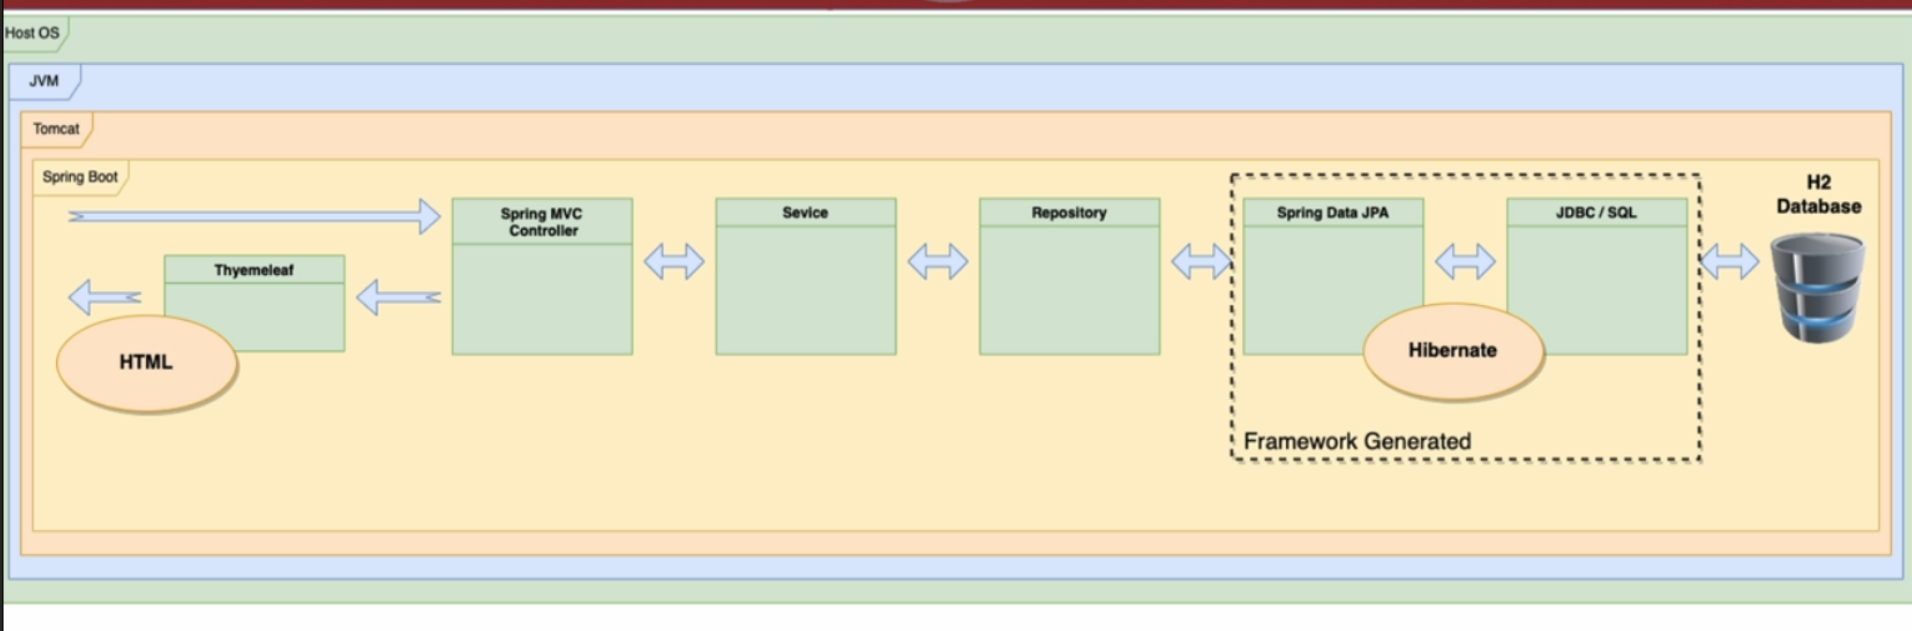 Host OS
JVM
Tomcat
Spring Boot
Spring MVC
Controller
Sevice
Repository
Spring Data JPA
JDBC / SQL
H2
Database
Thyemeleaf
HTML
Hibernate
Framework Generated